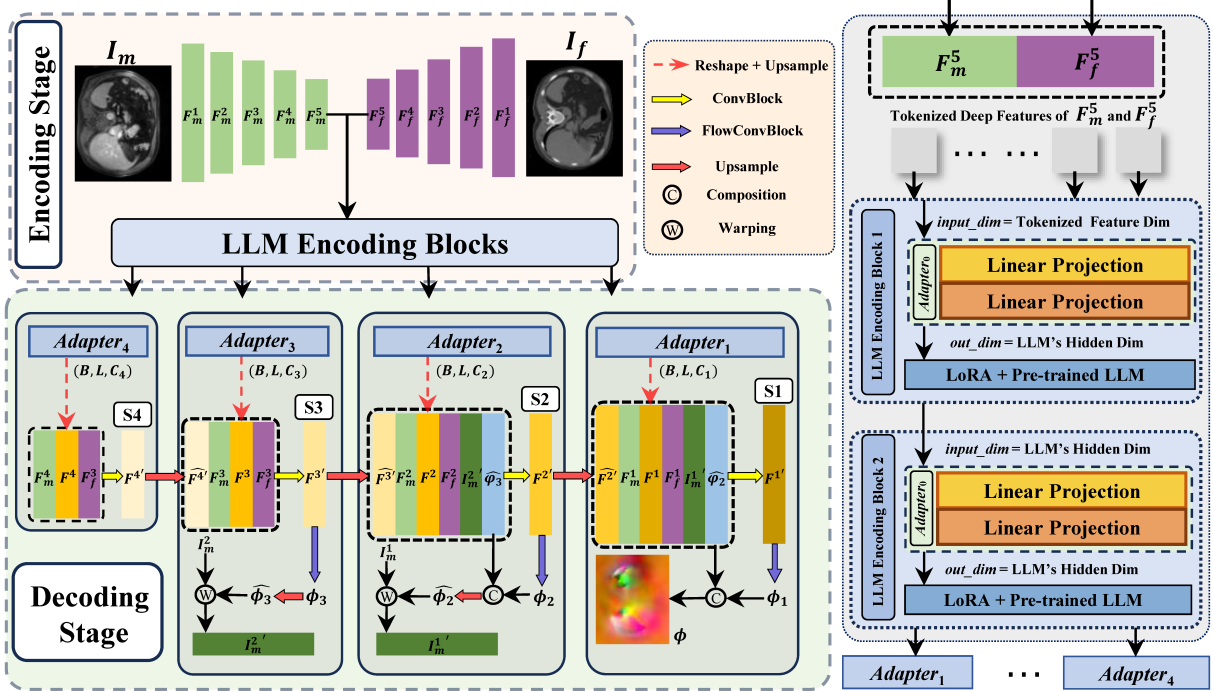 Encoding Stage
I_m
F_m^1 F_m^2 F_m^3 F_m^4 F_m^5
F_f^5 F_f^4 F_f^3 F_f^2 F_f^1
I_f
LLM Encoding Blocks
Reshape + Upsample
ConvBlock
FlowConvBlock
Upsample
C Composition
W Warping
Adapter_4
(B, L, C_4)
S4
F_m^4 F^4 F_f^3 F^4′
Adapter_3
(B, L, C_3)
S3
\widehat{F^4′} F_m^3 F^3 F_f^3 F^3′
I_m^2
W \widehat{ϕ_3} ϕ_3
I_m^2 ′
Adapter_2
(B, L, C_2)
S2
\widehat{F^3′} F_m^2 F^2 F_f^2 I_m^2 ′ \widehat{φ_3} F^2′
I_m^1
W \widehat{ϕ_2} C ϕ_2
I_m^1 ′
Adapter_1
(B, L, C_1)
S1
\widehat{F^2′} F_m^1 F^1 F_f^1 I_m^1 ′ \widehat{φ_2} F^1′
C ϕ_1
ϕ
Decoding
Stage
F_m^5 F_f^5
Tokenized Deep Features of F_m^5 and F_f^5
... ...
...
LLM Encoding Block 1
input_dim = Tokenized Feature Dim
Adapter_0
Linear Projection
Linear Projection
out_dim = LLM's Hidden Dim
LoRA + Pre-trained LLM
LLM Encoding Block 2
input_dim = LLM's Hidden Dim
Adapter_0
Linear Projection
Linear Projection
out_dim = LLM's Hidden Dim
LoRA + Pre-trained LLM
Adapter_1 ... Adapter_4